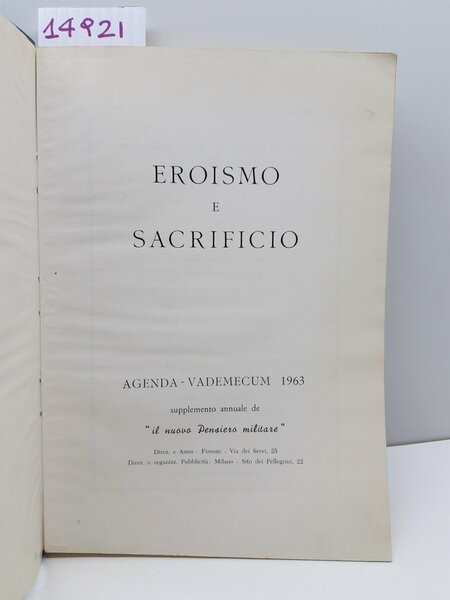 14921
EROISMO
E
SACRIFICIO
AGENDA - VADEMECUM 1963
supplemento annuale de
"il nuovo Pensiero militare"
Direz. e Amm.: Firenze - Via dei Servi, 25
Direz. e organizz. Pubblicità: Milano - Sito dei Pellegrini, 22